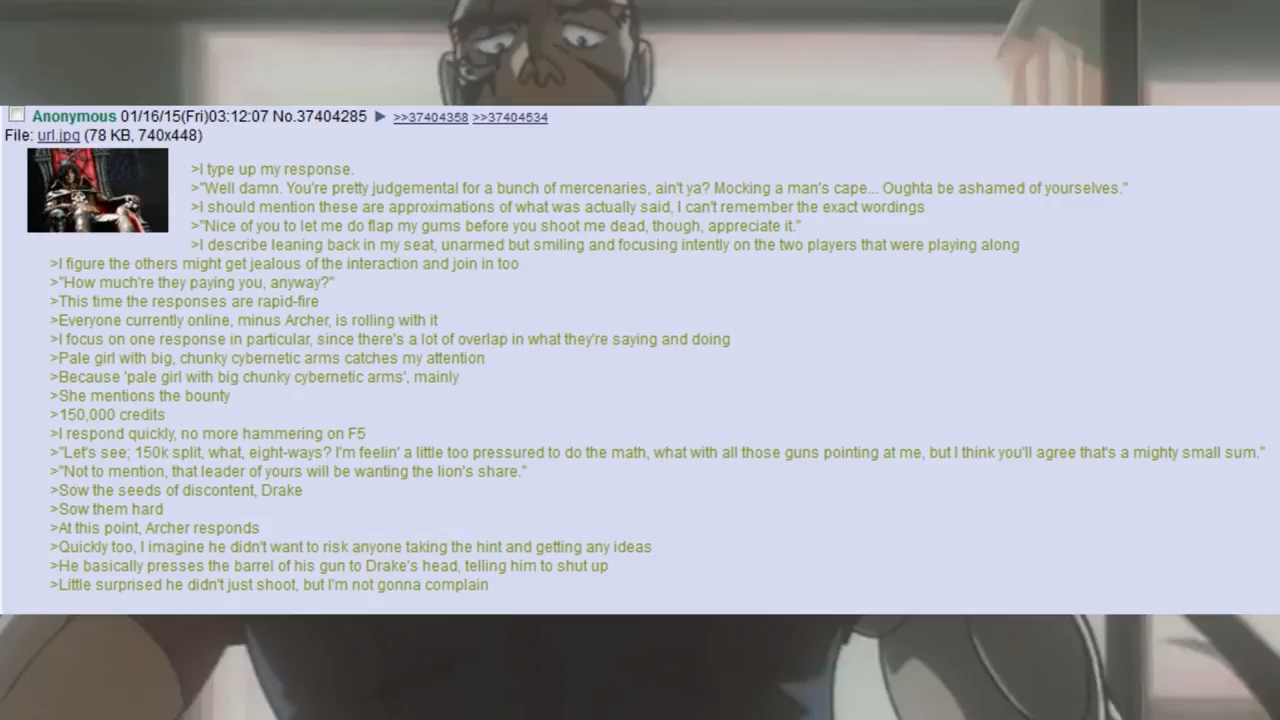 Anonymous 01/16/15(Fri)03:12:07 No.37404285 ▶ >>37404358 >>37404534
File: url.jpg (78 KB, 740x448)
>I type up my response.
>"Well damn. You're pretty judgemental for a bunch of mercenaries, ain't ya? Mocking a man's cape... Oughta be ashamed of yourselves."
>I should mention these are approximations of what was actually said, I can't remember the exact wordings
>"Nice of you to let me do flap my gums before you shoot me dead, though, appreciate it."
>I describe leaning back in my seat, unarmed but smiling and focusing intently on the two players that were playing along
>I figure the others might get jealous of the interaction and join in too
>"How much're they paying you, anyway?"
>This time the responses are rapid-fire
>Everyone currently online, minus Archer, is rolling with it
>I focus on one response in particular, since there's a lot of overlap in what they're saying and doing
>Pale girl with big, chunky cybernetic arms catches my attention
>Because 'pale girl with big chunky cybernetic arms', mainly
>She mentions the bounty
>150,000 credits
>I respond quickly, no more hammering on F5
>"Let's see; 150k split, what, eight-ways? I'm feelin' a little too pressured to do the math, what with all those guns pointing at me, but I think you'll agree that's a mighty small sum."
>"Not to mention, that leader of yours will be wanting the lion's share."
>Sow the seeds of discontent, Drake
>Sow them hard
>At this point, Archer responds
>Quickly too, I imagine he didn't want to risk anyone taking the hint and getting any ideas
>He basically presses the barrel of his gun to Drake's head, telling him to shut up
>Little surprised he didn't just shoot, but I'm not gonna complain